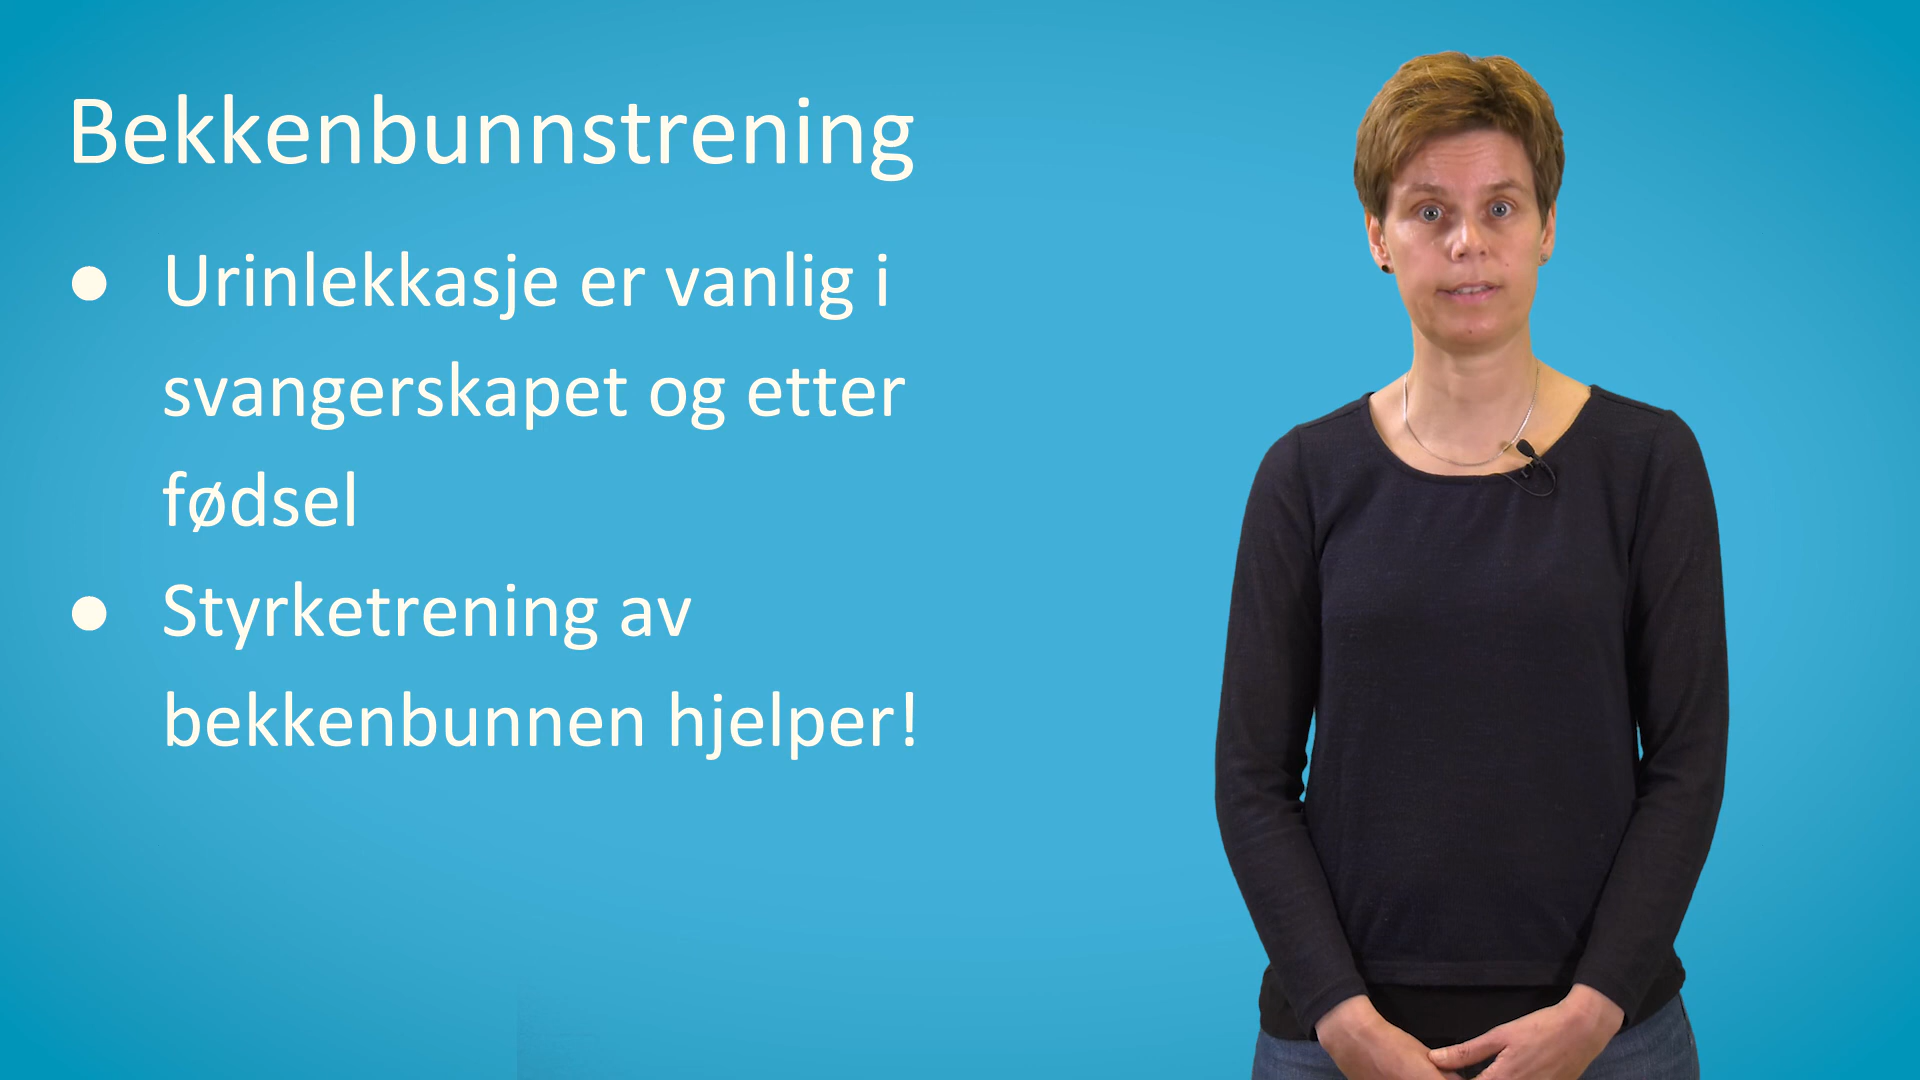 Bekkenbunnstrening
● Urinlekkasje er vanlig i
svangerskapet og etter
fødsel
● Styrketrening av
bekkenbunnen hjelper!